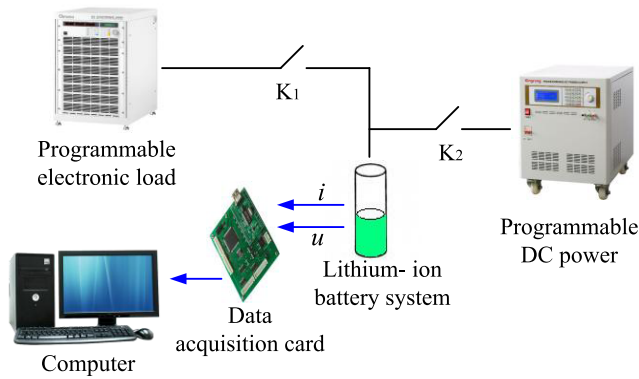 K1
K2
Programmable
electronic load
i
u
Programmable
DC power
Lithium- ion
battery system
Data
acquisition card
Computer